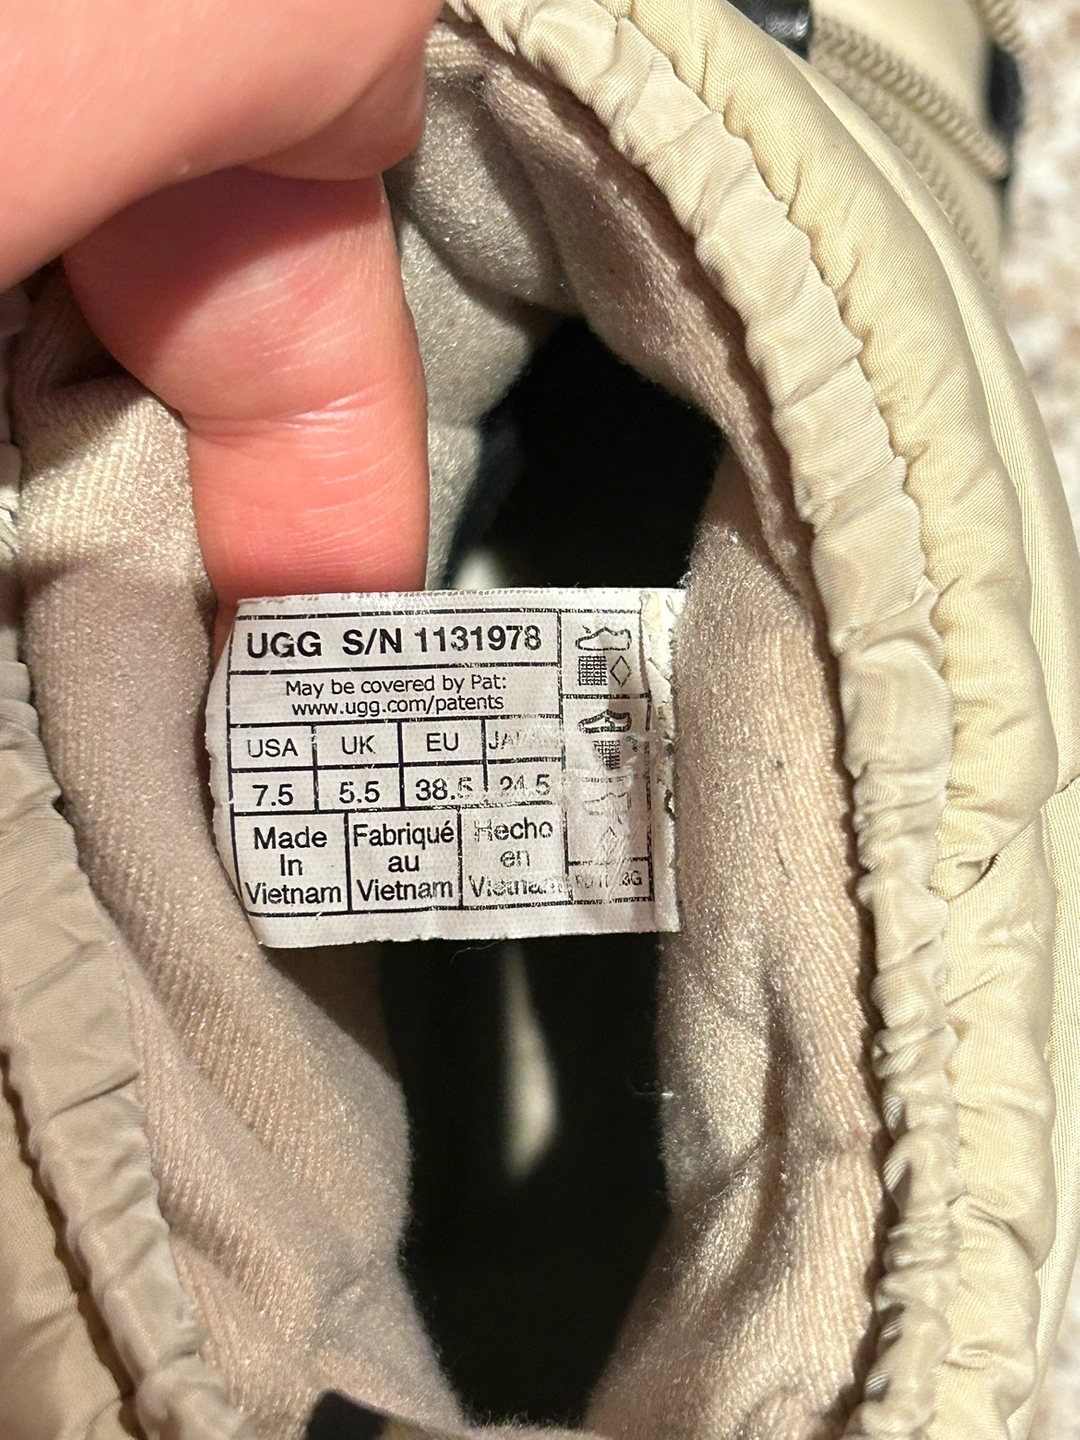 UGG S/N 1131978
May be covered by Pat:
www.ugg.com/patents
USA UK EU
7.5 5.5 38.5 24.5
Made
In
Vietnam
Fabriqué
au
Vietnam
Hecho
en
Vietnam